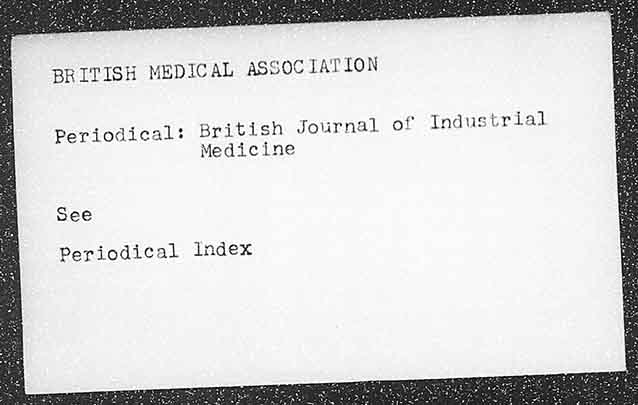 BRITISH MEDICAL ASSOCIATION
Periodical: British Journal of Industrial
Medicine
See
Periodical Index